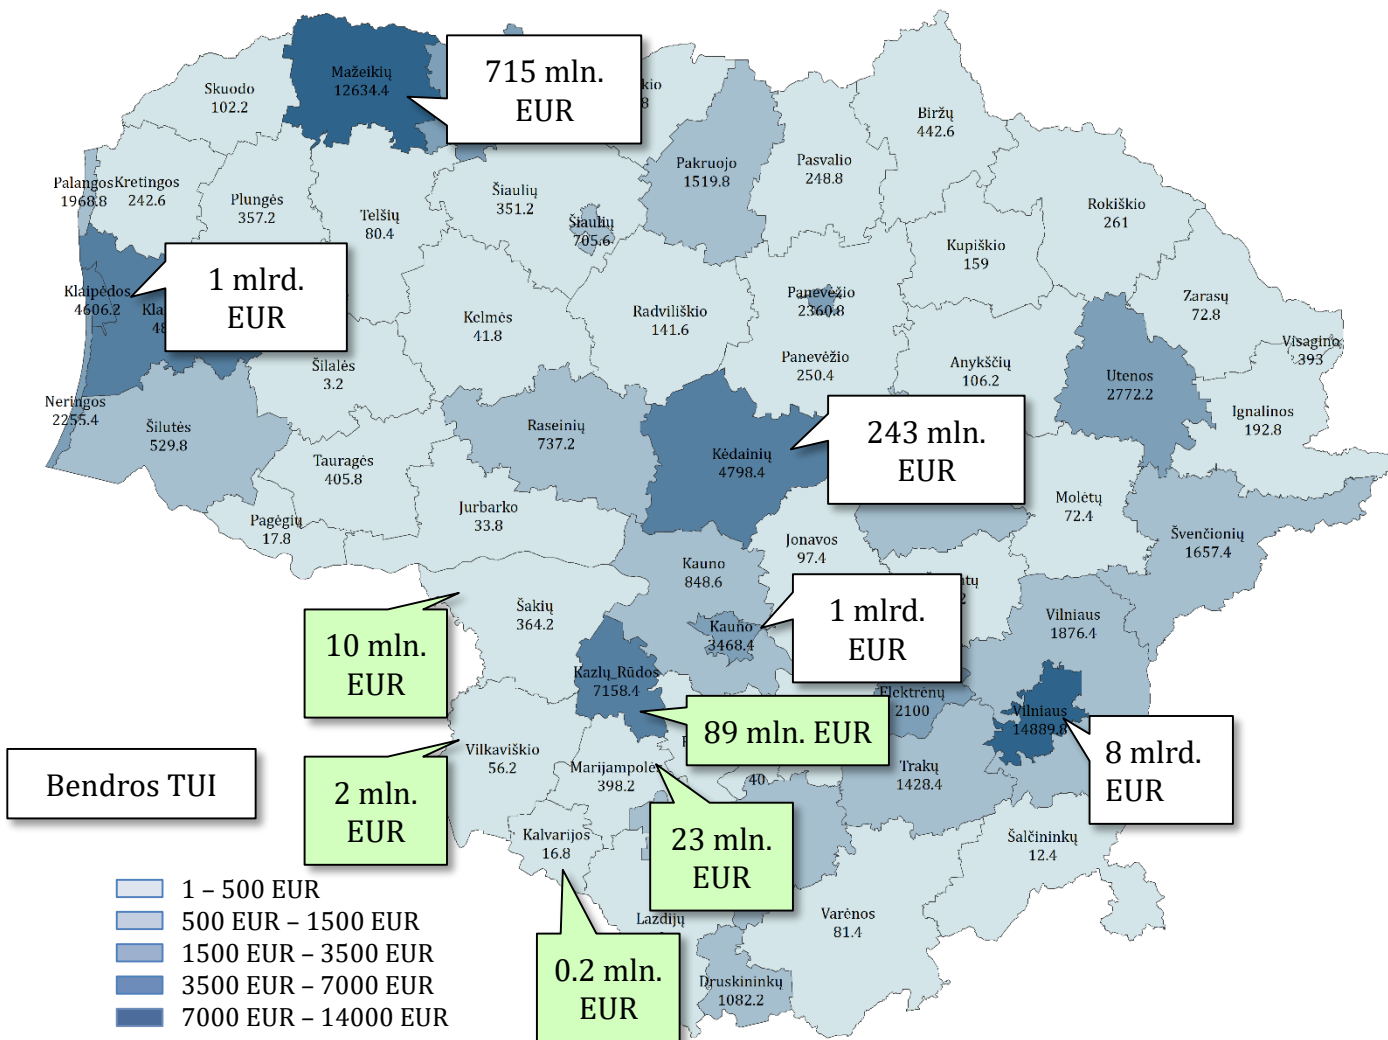 Mažeikių
12634.4
715 mln.
EUR
Skuodo
102.2
Biržų
442.6
Pakruojo
1519.8
Pasvalio
248.8
Palangos
1968.8
Kretingos
242.6
Plungės
357.2
Telšių
80.4
Šiaulių
351.2
Šiaulių
705.6
Rokiškio
261
Kupiškio
159
Klaipėdos
4606.2
1 mlrd.
EUR
Kelmės
41.8
Radviliškio
141.6
Panevėžio
2360.8
Zarasų
72.8
Visagino
393
Šilalės
3.2
Panevėžio
250.4
Anykščių
106.2
Utenos
2772.2
Ignalinos
192.8
Neringos
2255.4
Šilutės
529.8
Raseinių
737.2
Kėdainių
4798.4
243 mln.
EUR
Tauragės
405.8
Molėtų
72.4
Pagėgių
17.8
Jurbarko
33.8
Jonavos
97.4
Švenčionių
1657.4
Kauno
848.6
Šakių
364.2
10 mln.
EUR
Kauno
3468.4
1 mlrd.
EUR
Vilniaus
1876.4
Kazlų_Rūdos
7158.4
89 mln. EUR
Elektrėnų
2100
Vilniaus
14889.8
8 mlrd.
EUR
Vilkaviškio
56.2
2 mln.
EUR
Marijampolės
398.2
40
Trakų
1428.4
Bendros TUI
Kalvarijos
16.8
23 mln.
EUR
Šalčininkų
12.4
Lazdijų
Varėnos
81.4
0.2 mln.
EUR
Druskininkų
1082.2
1 – 500 EUR
500 EUR – 1500 EUR
1500 EUR – 3500 EUR
3500 EUR – 7000 EUR
7000 EUR – 14000 EUR